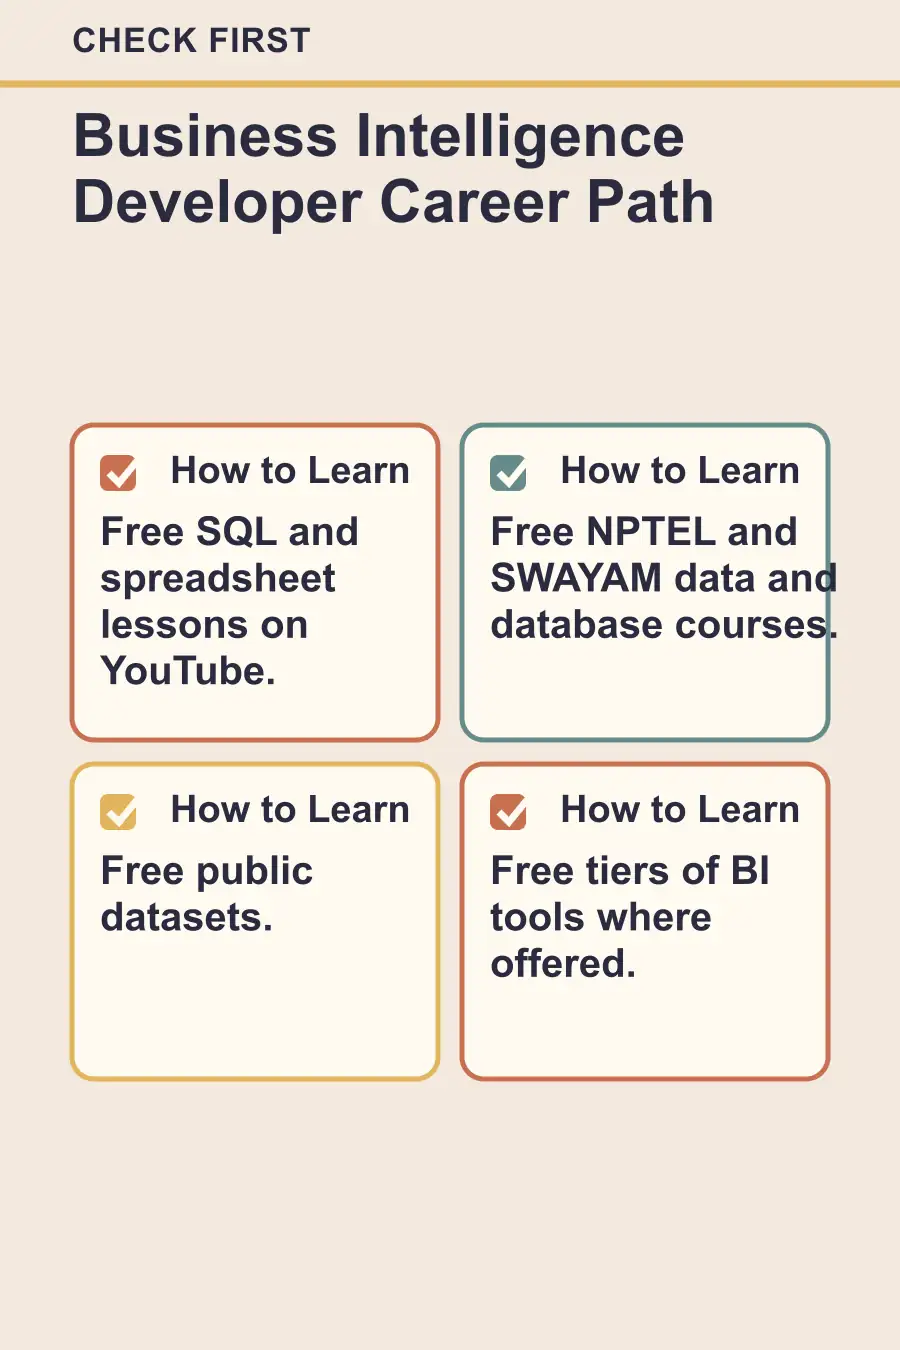 CHECK FIRST
Business Intelligence
Developer Career Path
How to Learn
Free SQL and
spreadsheet
lessons on
YouTube.
How to Learn
Free NPTEL and
SWAYAM data and
database courses.
How to Learn
Free public
datasets.
How to Learn
Free tiers of BI
tools where
offered.